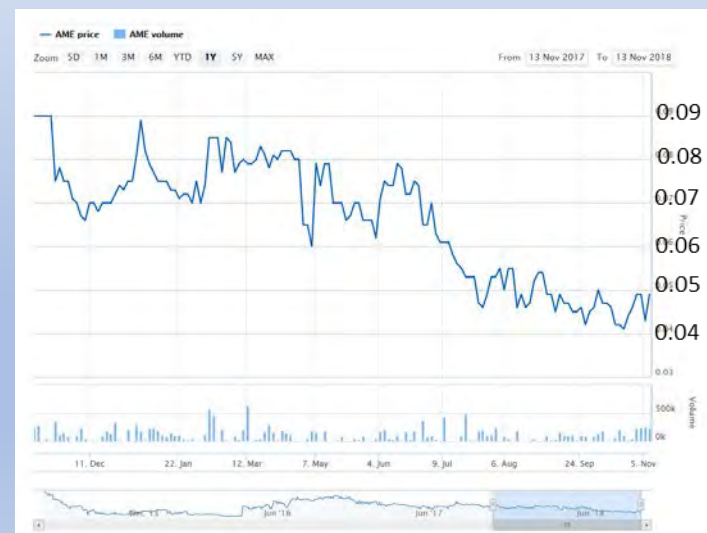 AME price AME volume
Zoom 5D 1M 3M 6M YTD 1Y 5Y MAX From 13 Nov 2017 To 13 Nov 2018
0.09
0.08
0.07
Price
0.06
0.05
0.04
0.03
Volume
500k
0k
11. Dec 22. Jan 12. Mar 7. May 4. Jun 9. Jul 6. Aug 24. Sep 5. Nov
Dec '15 Jun '16 Jun '17 Jun '18